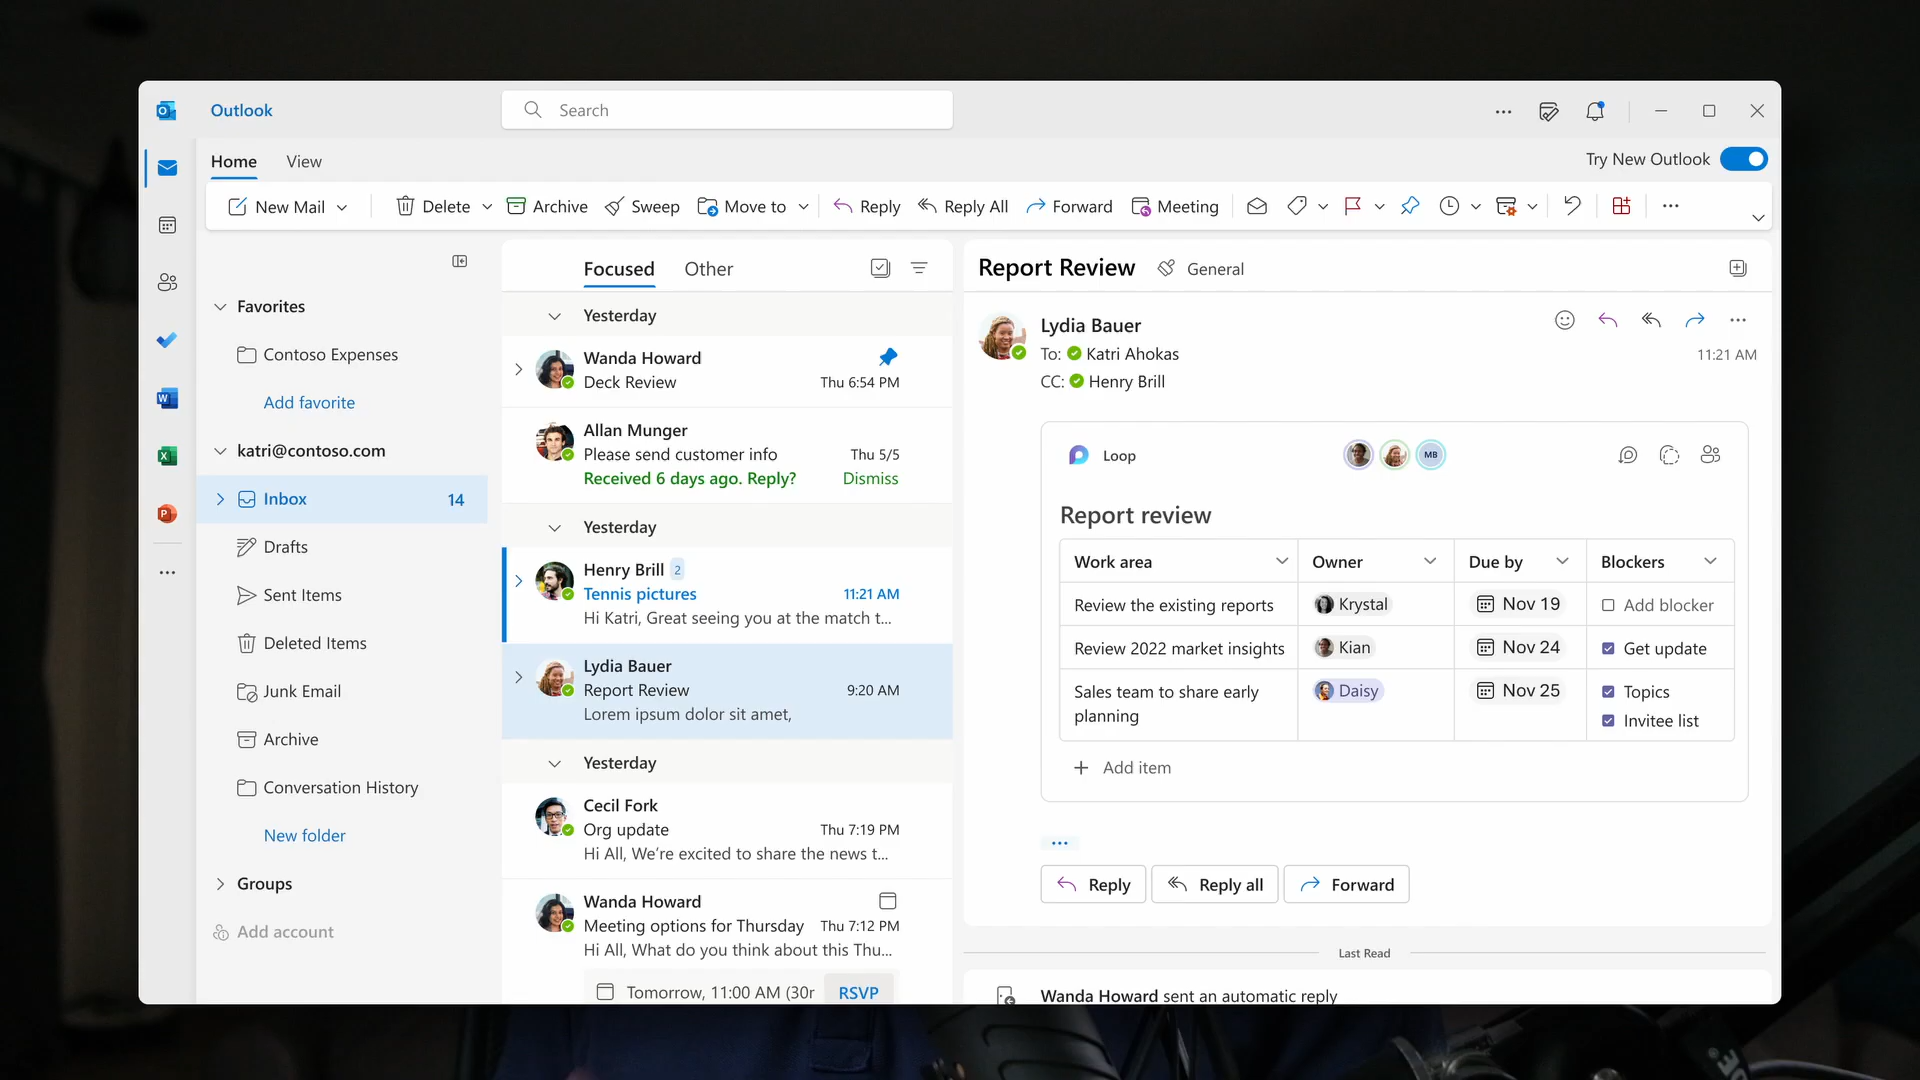 Outlook
Search
Home
View
Try New Outlook
New Mail
Delete
Archive
Sweep
Move to
Reply
Reply All
Forward
Meeting
Favorites
Contoso Expenses
Add favorite
katri@contoso.com
Inbox
14
Drafts
Sent Items
Deleted Items
Junk Email
Archive
Conversation History
New folder
Groups
Add account
Focused
Other
Yesterday
Wanda Howard
Deck Review
Thu 6:54 PM
Allan Munger
Please send customer info
Thu 5/5
Received 6 days ago. Reply?
Dismiss
Yesterday
Henry Brill
2
Tennis pictures
11:21 AM
Hi Katri, Great seeing you at the match t...
Lydia Bauer
Report Review
9:20 AM
Lorem ipsum dolor sit amet,
Yesterday
Cecil Fork
Org update
Thu 7:19 PM
Hi All, We’re excited to share the news t...
Wanda Howard
Meeting options for Thursday
Thu 7:12 PM
Hi All, What do you think about this Thu...
Tomorrow, 11:00 AM (30r
RSVP
Report Review
General
Lydia Bauer
To: Katri Ahokas
11:21 AM
CC: Henry Brill
Loop
MB
Report review
Work area
Owner
Due by
Blockers
Review the existing reports
Krystal
Nov 19
Add blocker
Review 2022 market insights
Kian
Nov 24
Get update
Sales team to share early
planning
Daisy
Nov 25
Topics
Invitee list
Add item
Reply
Reply all
Forward
Last Read
Wanda Howard sent an automatic reply